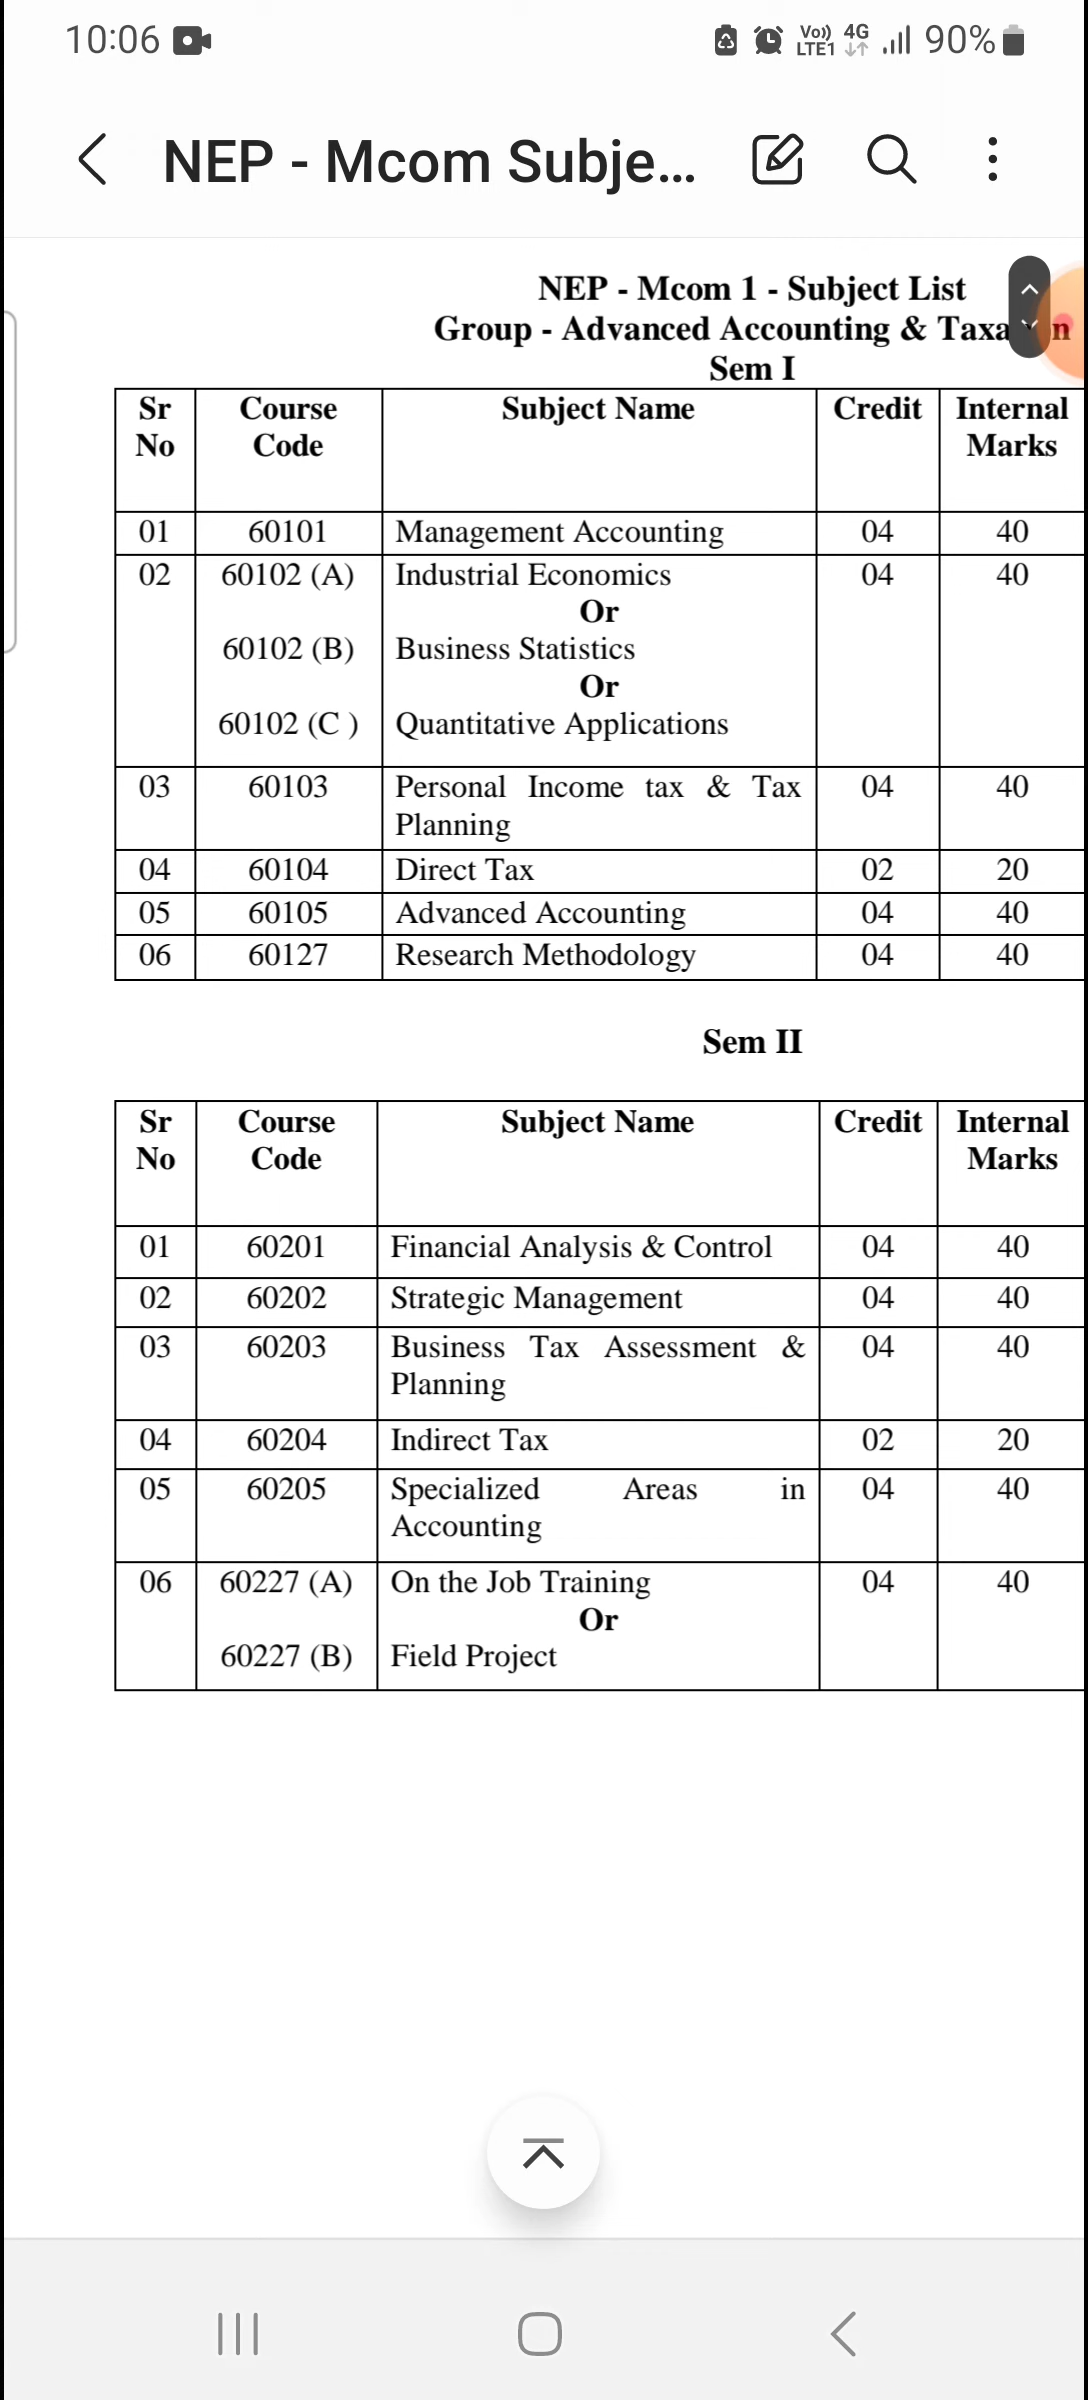 10:06
Vo)) 4G
LTE1
90%
NEP - Mcom Subje...
NEP - Mcom 1 - Subject List
Group - Advanced Accounting & Taxa n
Sem I
Sr No Course Code Subject Name Credit Internal Marks
01 60101 Management Accounting 04 40
02 60102 (A) Industrial Economics 04 40
Or
60102 (B) Business Statistics
Or
60102 (C ) Quantitative Applications
03 60103 Personal Income tax & Tax 04 40
Planning
04 60104 Direct Tax 02 20
05 60105 Advanced Accounting 04 40
06 60127 Research Methodology 04 40
Sem II
Sr No Course Code Subject Name Credit Internal Marks
01 60201 Financial Analysis & Control 04 40
02 60202 Strategic Management 04 40
03 60203 Business Tax Assessment & 04 40
Planning
04 60204 Indirect Tax 02 20
05 60205 Specialized Areas in 04 40
Accounting
06 60227 (A) On the Job Training 04 40
Or
60227 (B) Field Project